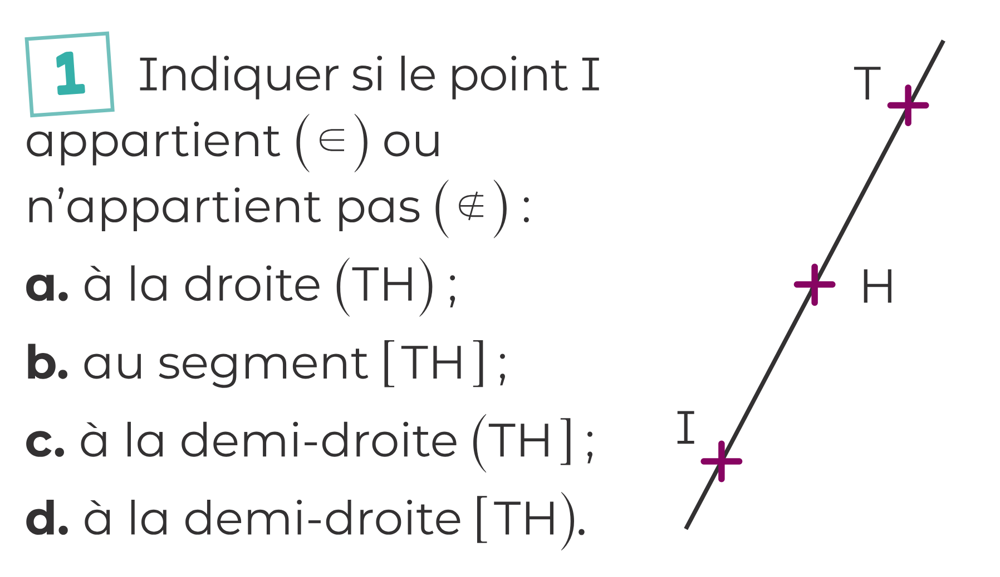 1 Indiquer si le point I
appartient (∈) ou
n’appartient pas (∉) :
a. à la droite (TH) ;
b. au segment [TH] ;
c. à la demi-droite (TH] ;
d. à la demi-droite [TH).
T
H
I